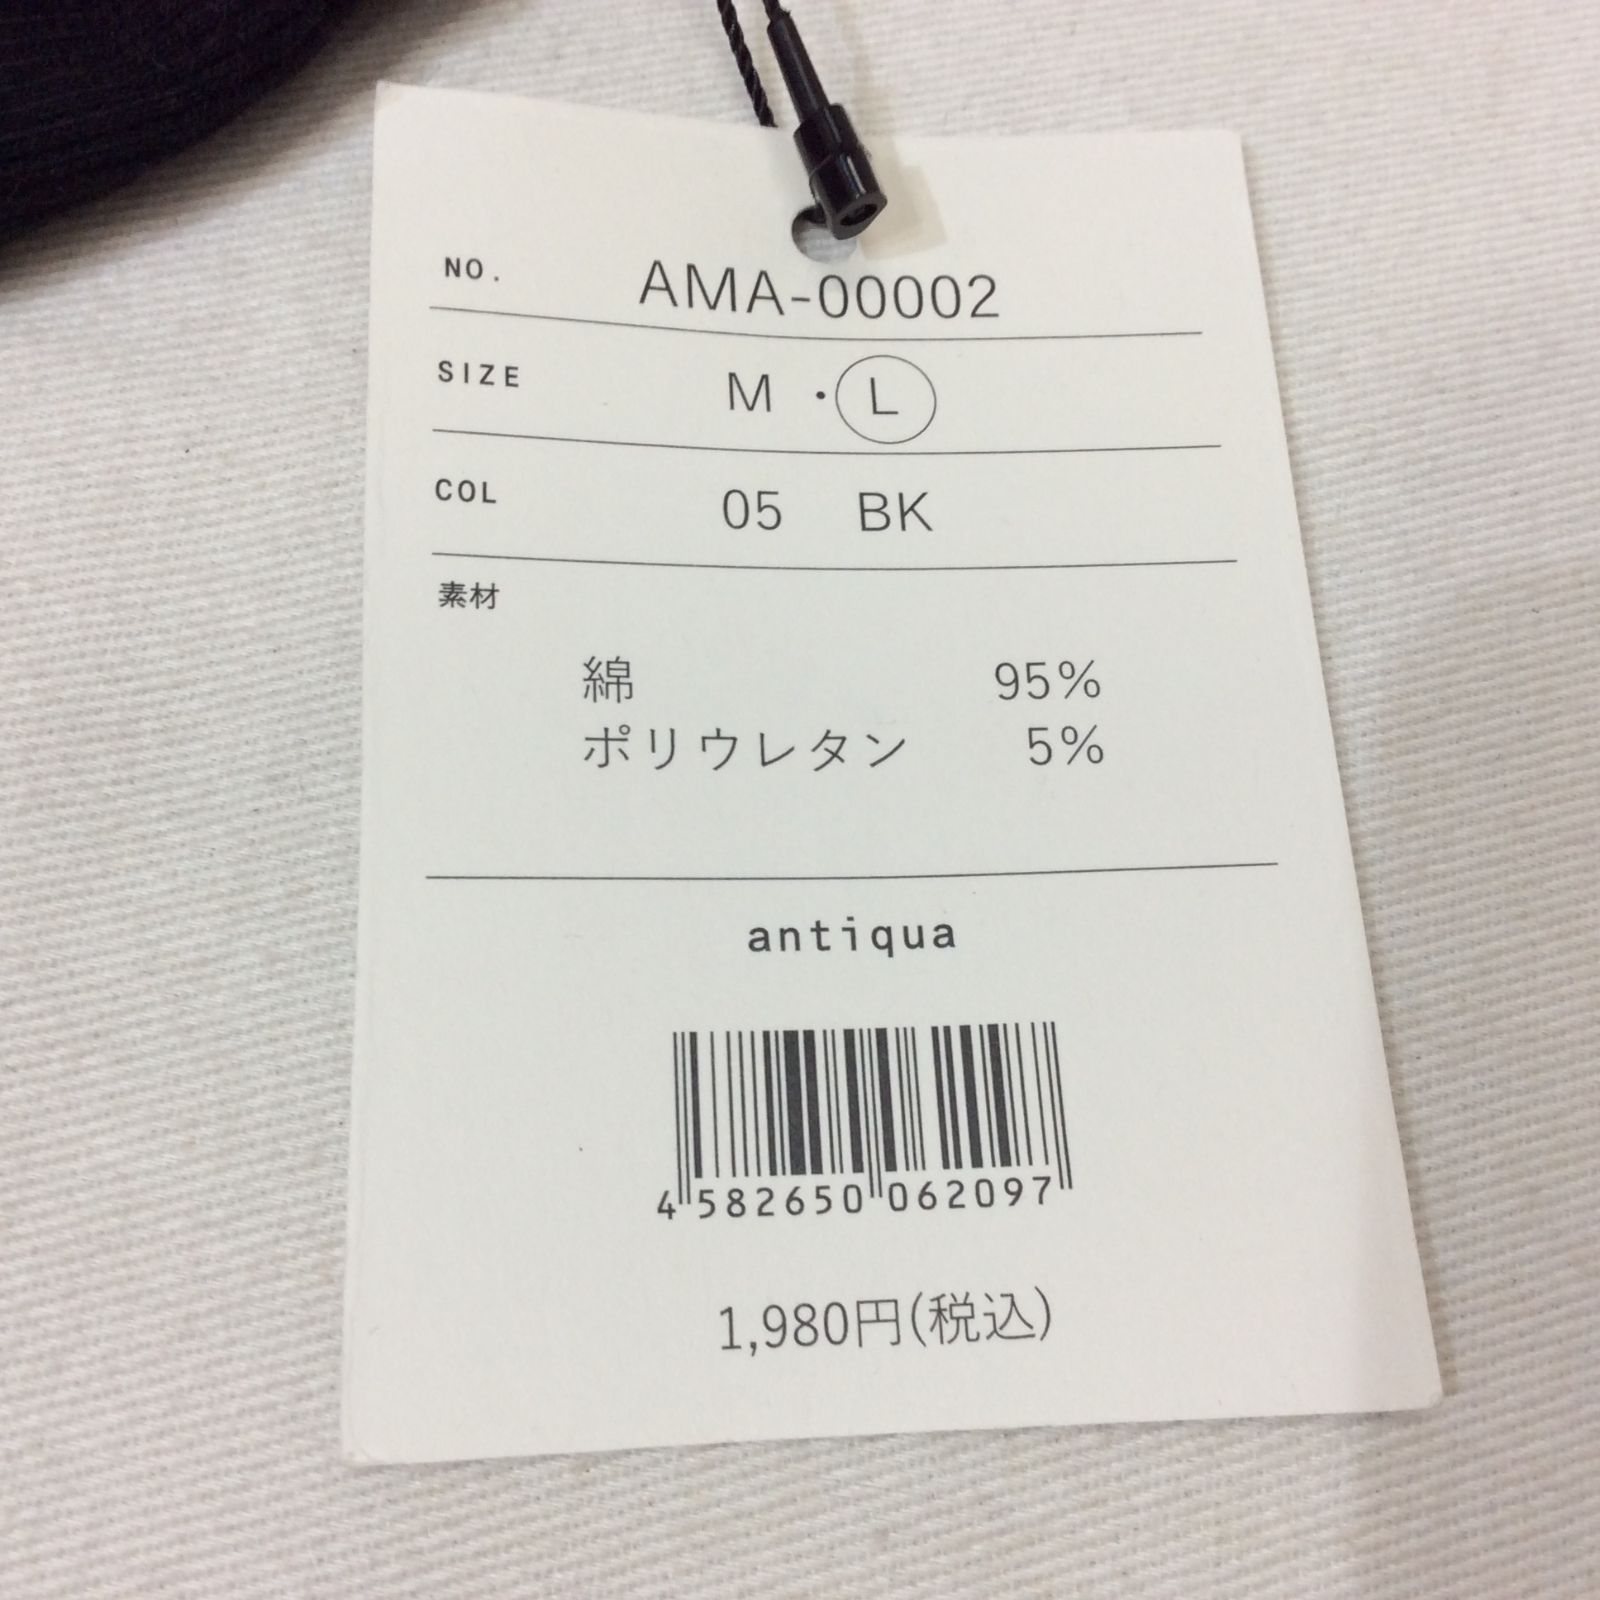 NO. AMA-00002
SIZE M ・ L
COL 05 BK
素材
綿 95%
ポリウレタン 5%
antiqua
4 582650 062097
1,980円(税込)